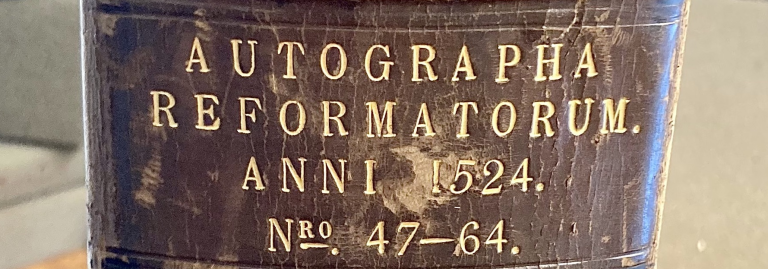 AUTOGRAPHA
REFORMATORUM.
ANNI 1524.
NRO. 47–64.